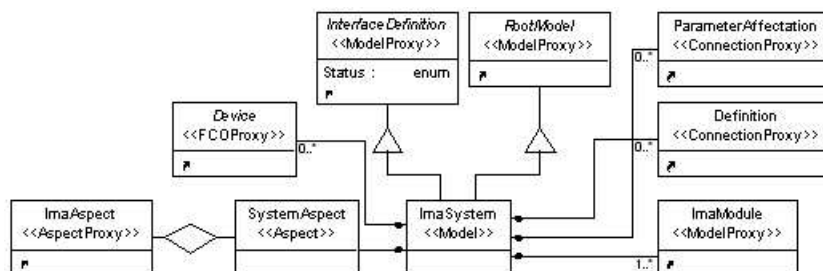 InterfaceDefinition
<<ModelProxy>>
Status : enum
RootModel
<<ModelProxy>>
ParameterAffectation
<<ConnectionProxy>>
0..*
Device
<<FCOProxy>>
0..*
Definition
<<ConnectionProxy>>
0..*
ImaAspect
<<AspectProxy>>
SystemAspect
<<Aspect>>
ImaSystem
<<Model>>
ImaModule
<<ModelProxy>>
1..*